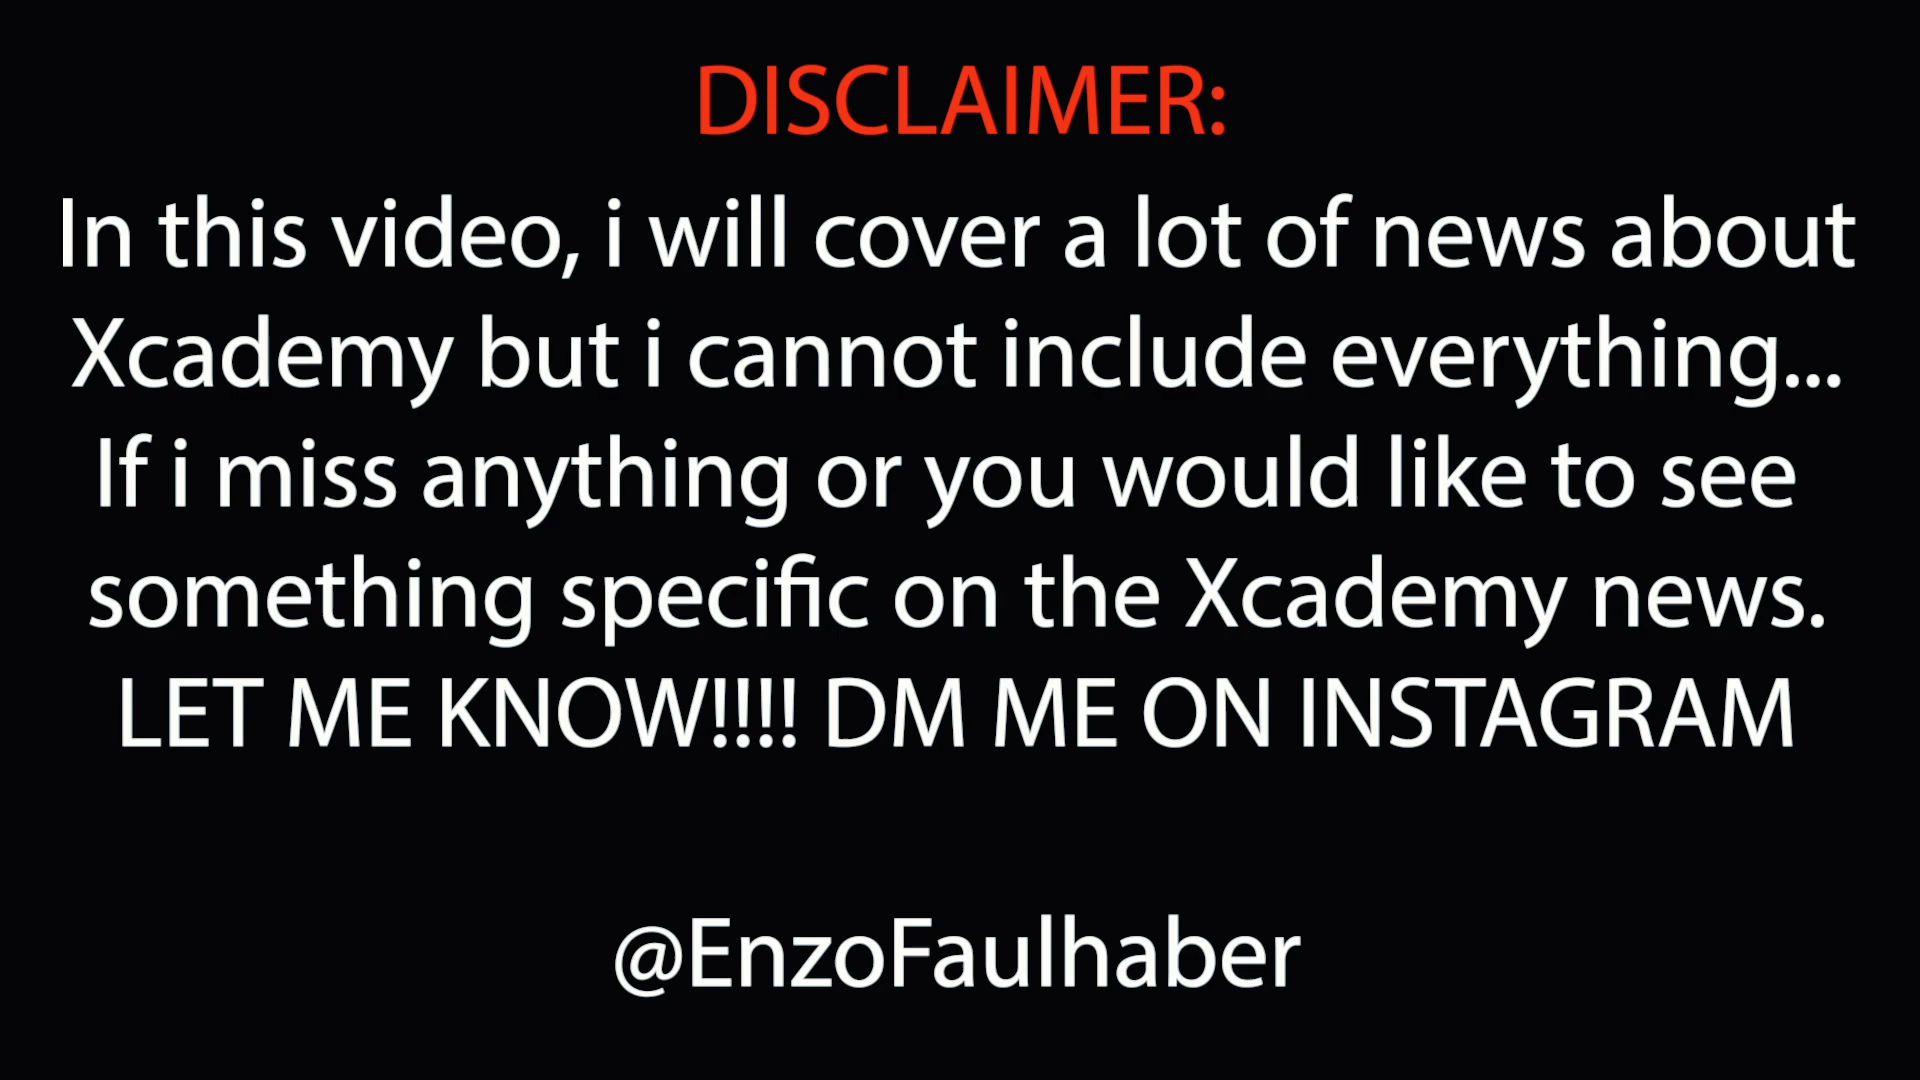 DISCLAIMER:
In this video, i will cover a lot of news about
Xcademy but i cannot include everything...
If i miss anything or you would like to see
something specific on the Xcademy news.
LET ME KNOW!!!! DM ME ON INSTAGRAM
@EnzoFaulhaber